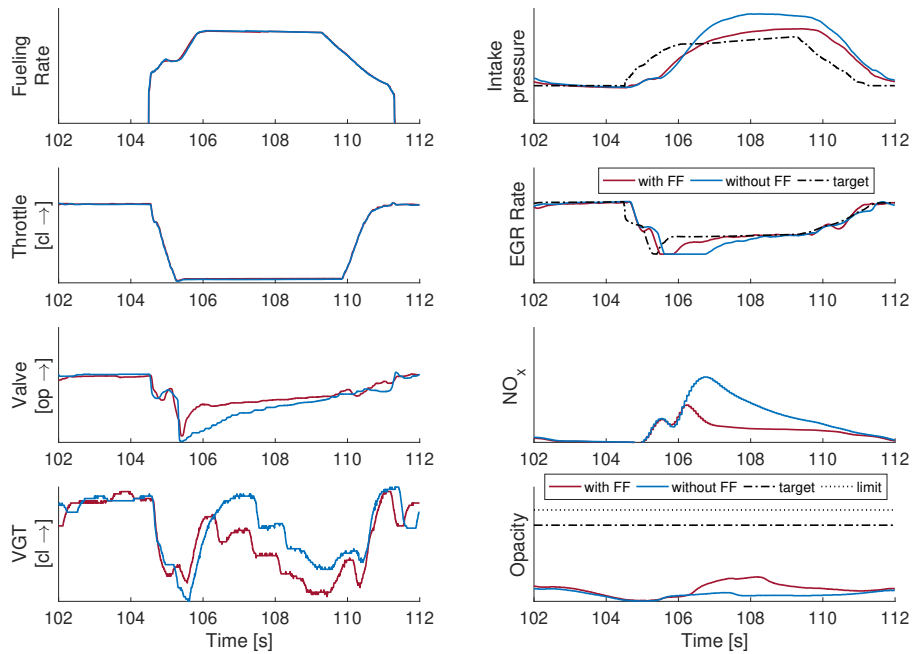 Fueling
Rate
102 104 106 108 110 112
Intake
pressure
102 104 106 108 110 112
Throttle
[cl →]
102 104 106 108 110 112
with FF without FF target
EGR Rate
102 104 106 108 110 112
Valve
[op →]
102 104 106 108 110 112
NOx
102 104 106 108 110 112
VGT
[cl →]
102 104 106 108 110 112
Time [s]
with FF without FF target limit
Opacity
102 104 106 108 110 112
Time [s]